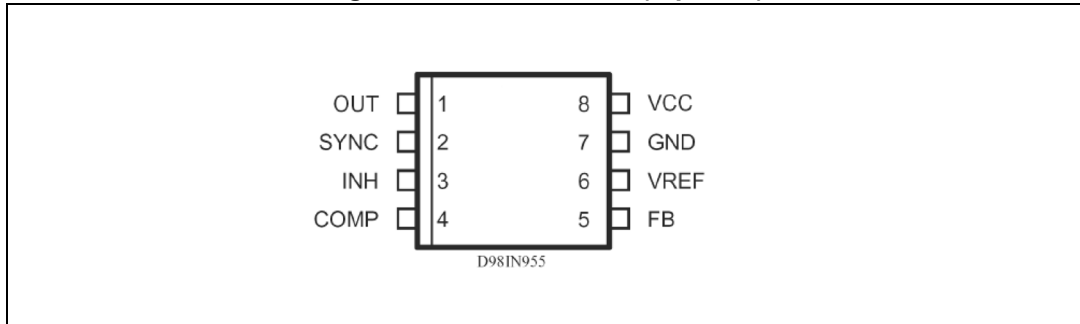 OUT 1 8 VCC
SYNC 2 7 GND
INH 3 6 VREF
COMP 4 5 FB
D98IN955